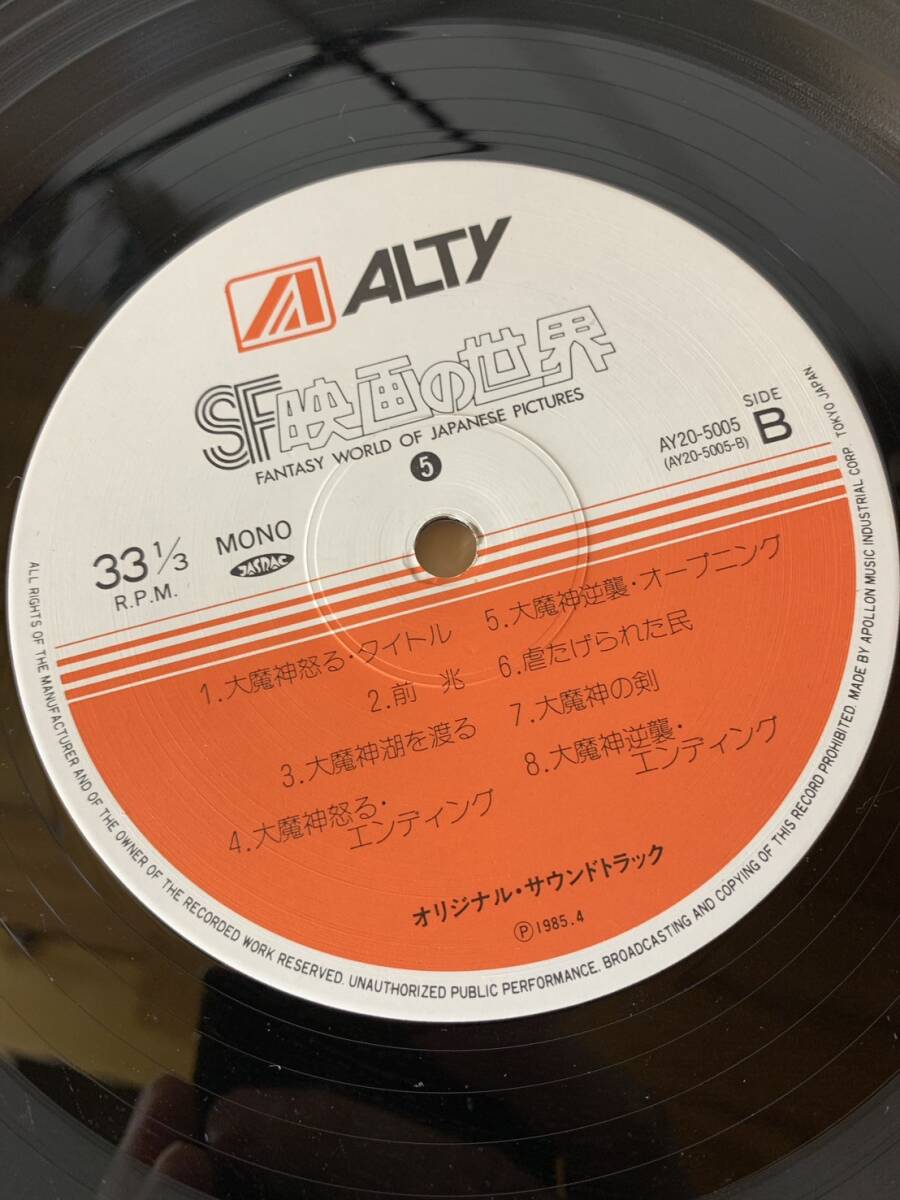 ALTY
SF映画の世界
FANTASY WORLD OF JAPANESE PICTURES
5
SIDE
B
AY20-5005
(AY20-5005-B)
33 1/3
R.P.M.
MONO
JASRAC
1.大魔神怒る・タイトル
2.前 兆
3.大魔神湖を渡る
4.大魔神怒る・
エンディング
5.大魔神逆襲・オープニング
6.虐たげられた民
7.大魔神の剣
8.大魔神逆襲・
エンディング
オリジナル・サウンドトラック
Ⓟ1985.4
ALL RIGHTS OF THE MANUFACTURER AND OF THE OWNER OF THE RECORDED WORK RESERVED. UNAUTHORIZED PUBLIC PERFORMANCE. BROADCASTING AND COPYING OF THIS RECORD PROHIBITED. MADE BY APOLLON MUSIC INDUSTRIAL CORP. TOKYO JAPAN